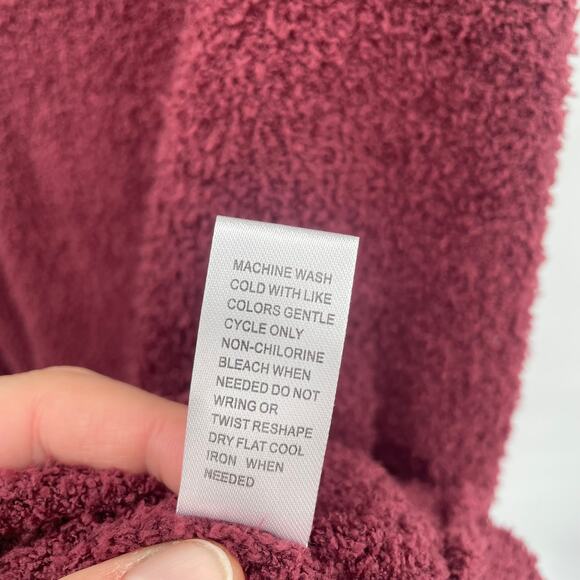 MACHINE WASH
COLD WITH LIKE
COLORS GENTLE
CYCLE ONLY
NON-CHILORINE
BLEACH WHEN
NEEDED DO NOT
WRING OR
TWIST RESHAPE
DRY FLAT COOL
IRON WHEN
NEEDED